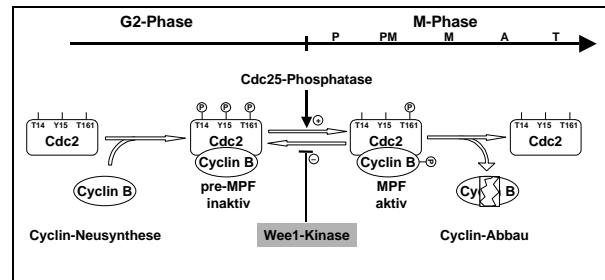 G2-Phase M-Phase
P PM M A T
Cdc25-Phosphatase
P P P + P
T14 Y15 T161 T14 Y15 T161 T14 Y15 T161 T14 Y15 T161
Cdc2 Cdc2 Cdc2 Cdc2
Cyclin B Cyclin B − Cyclin B P Cy B
pre-MPF MPF
inaktiv aktiv
Cyclin-Neusynthese Wee1-Kinase Cyclin-Abbau